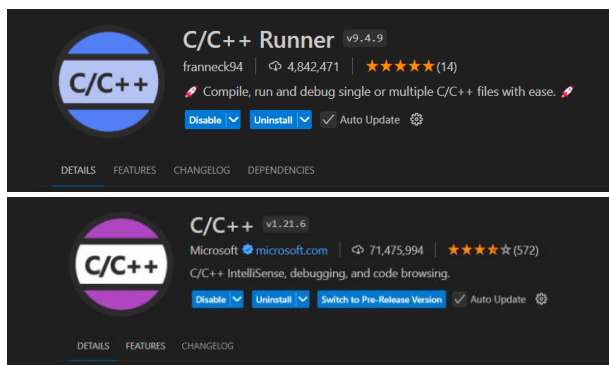 C/C++
C/C++ Runner v9.4.9
franneck94 4,842,471 ★★★★★(14)
🚀 Compile, run and debug single or multiple C/C++ files with ease. 🚀
Disable Uninstall Auto Update
DETAILS FEATURES CHANGELOG DEPENDENCIES
C/C++
C/C++ v1.21.6
Microsoft microsoft.com 71,475,994 (572)
C/C++ IntelliSense, debugging, and code browsing.
Disable Uninstall Switch to Pre-Release Version Auto Update
DETAILS FEATURES CHANGELOG